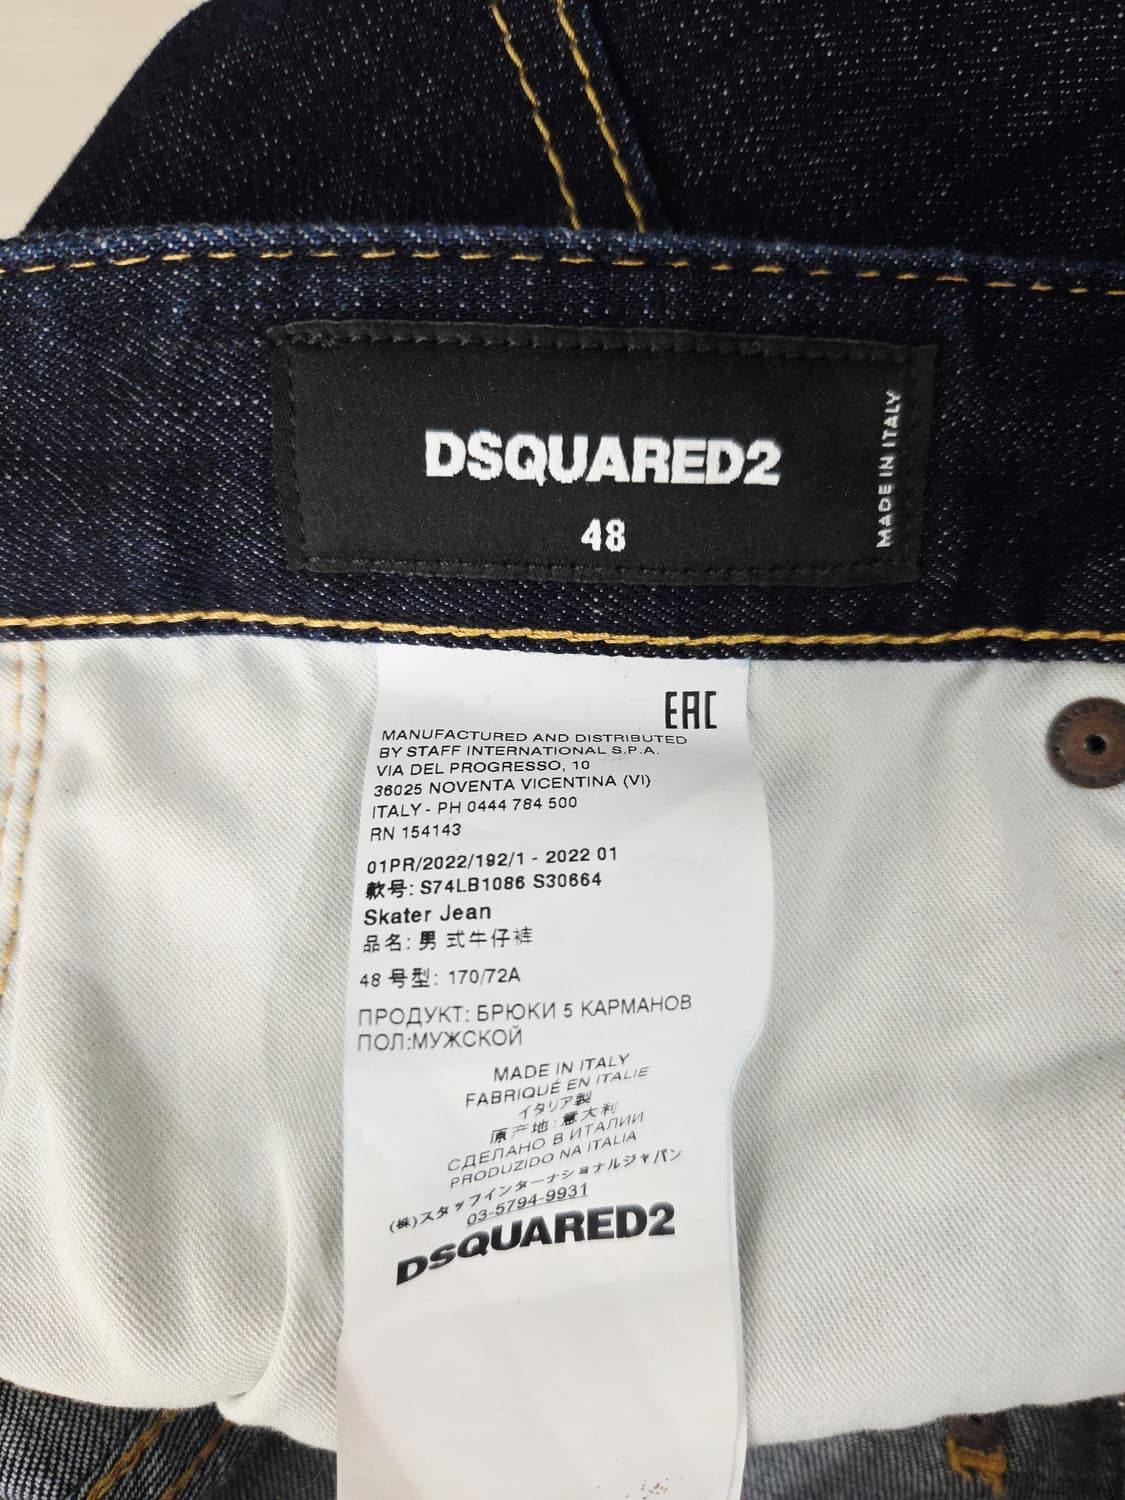 DSQUARED2
48
MADE IN ITALY
EAC
MANUFACTURED AND DISTRIBUTED
BY STAFF INTERNATIONAL S.P.A.
VIA DEL PROGRESSO, 10
36025 NOVENTA VICENTINA (VI)
ITALY - PH 0444 784 500
RN 154143
01PR/2022/192/1 - 2022 01
款号: S74LB1086 S30664
Skater Jean
品名: 男式牛仔裤
48 号型: 170/72A
ПРОДУКТ: БРЮКИ 5 КАРМАНОВ
ПОЛ:МУЖСКОЙ
MADE IN ITALY
FABRIQUÉ EN ITALIE
イタリア製
原产地: 意大利
СДЕЛАНО В ИТАЛИИ
PRODUZIDO NA ITALIA
(株)スタッフインターナショナルジャパン
03-5794-9931
DSQUARED2